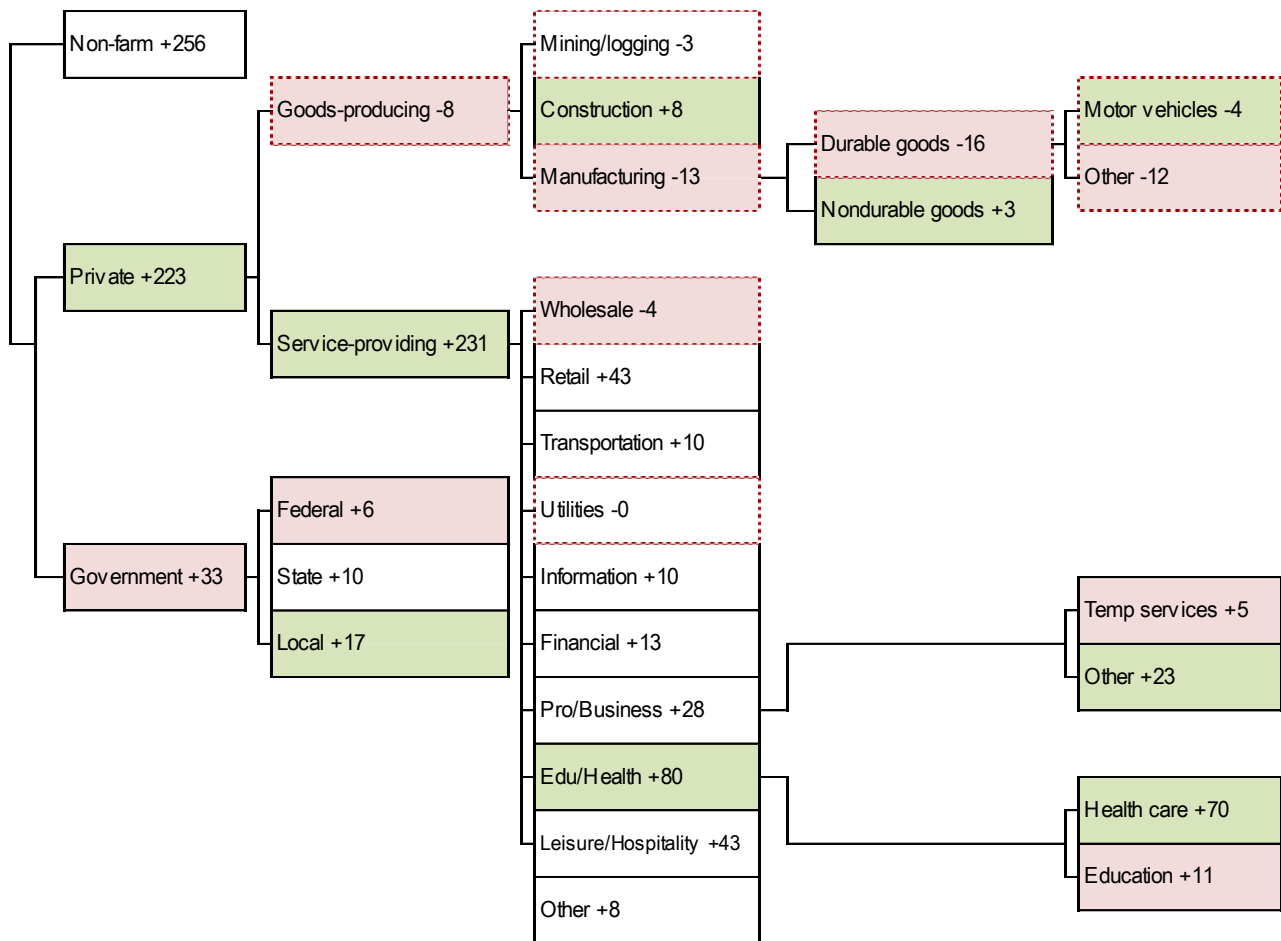 Non-farm +256
Private +223
Government +33
Goods-producing -8
Service-providing +231
Federal +6
State +10
Local +17
Mining/logging -3
Construction +8
Manufacturing -13
Wholesale -4
Retail +43
Transportation +10
Utilities -0
Information +10
Financial +13
Pro/Business +28
Edu/Health +80
Leisure/Hospitality +43
Other +8
Durable goods -16
Nondurable goods +3
Motor vehicles -4
Other -12
Temp services +5
Other +23
Health care +70
Education +11